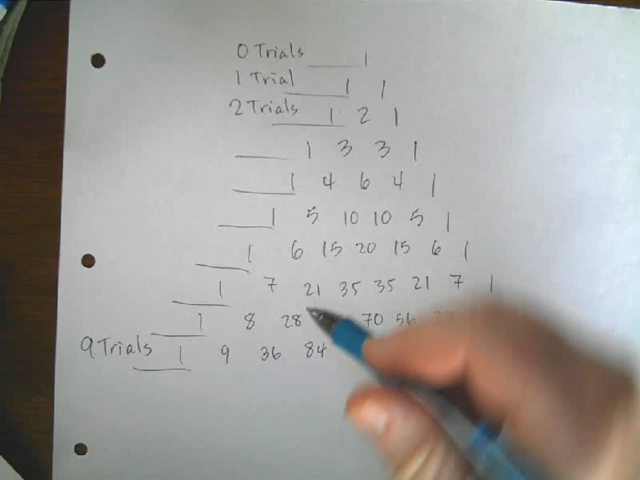 0 Trials 1
1 Trial 1 1
2 Trials 1 2 1
1 3 3 1
1 4 6 4 1
1 5 10 10 5 1
1 6 15 20 15 6 1
1 7 21 35 35 21 7 1
1 8 28 70 56
9 Trials 1 9 36 84